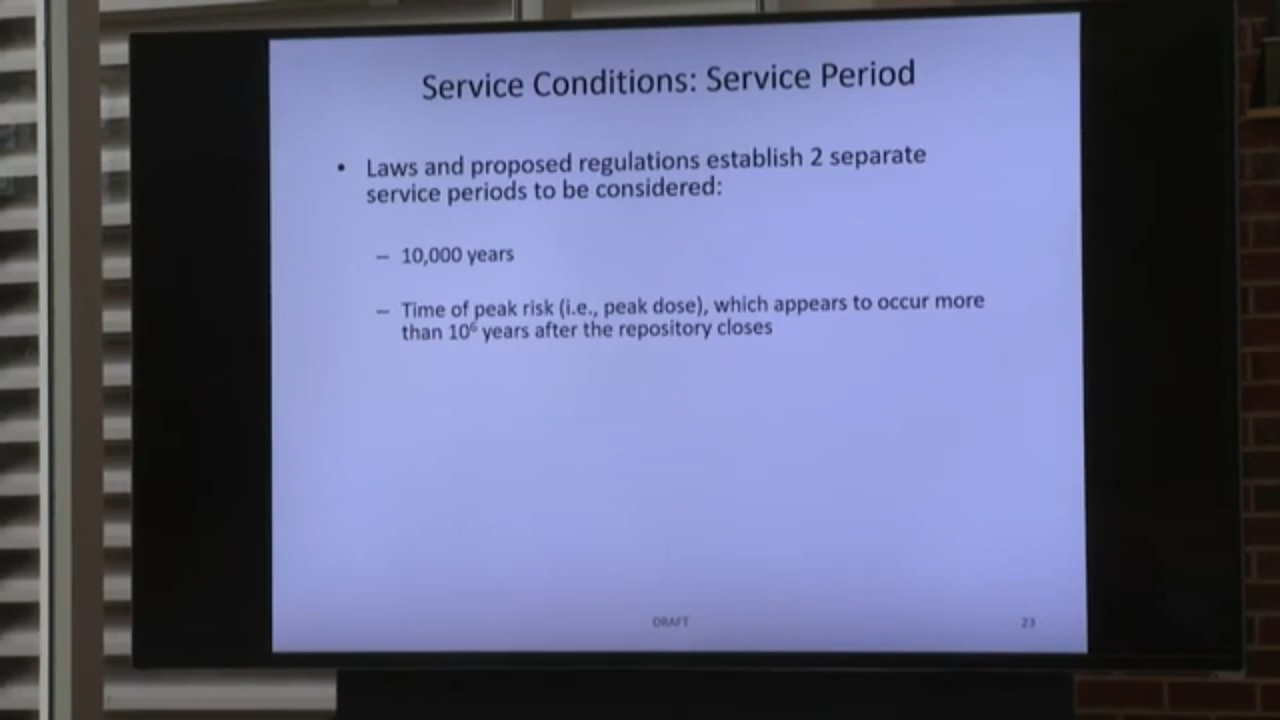 Service Conditions: Service Period
• Laws and proposed regulations establish 2 separate
service periods to be considered:
– 10,000 years
– Time of peak risk (i.e., peak dose), which appears to occur more
than 10⁶ years after the repository closes
DRAFT
23